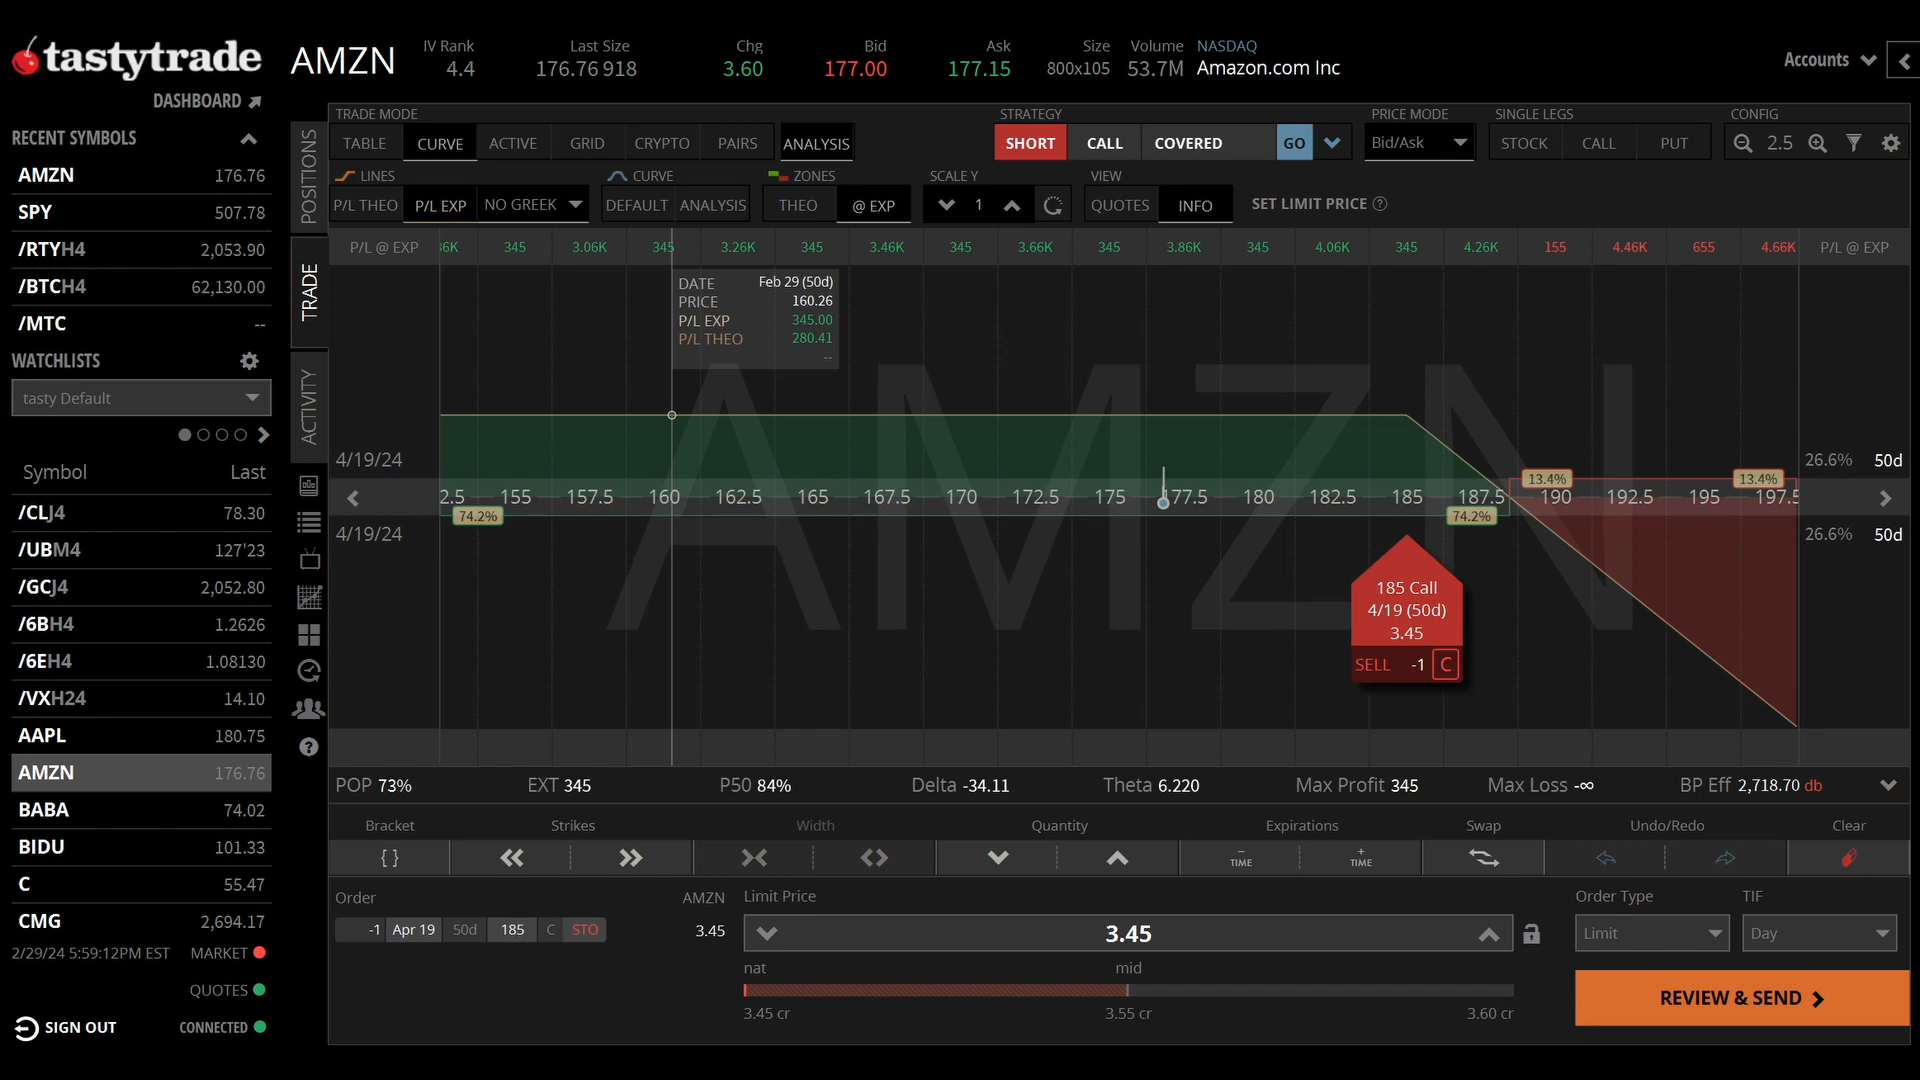 tastytrade
DASHBOARD
AMZN
IV Rank
4.4
Last Size
176.76 918
Chg
3.60
Bid
177.00
Ask
177.15
Size
800x105
Volume
53.7M
NASDAQ
Amazon.com Inc
Accounts
RECENT SYMBOLS
AMZN 176.76
SPY 507.78
/RTYH4 2,053.90
/BTCH4 62,130.00
/MTC --
WATCHLISTS
tasty Default
Symbol Last
/CLJ4 78.30
/UBM4 127'23
/GCJ4 2,052.80
/6BH4 1.2626
/6EH4 1.08130
/VXH24 14.10
AAPL 180.75
AMZN 176.76
BABA 74.02
BIDU 101.33
C 55.47
CMG 2,694.17
2/29/24 5:59:12PM EST MARKET
QUOTES
SIGN OUT CONNECTED
POSITIONS
TRADE
ACTIVITY
TRADE MODE
TABLE CURVE ACTIVE GRID CRYPTO PAIRS ANALYSIS
STRATEGY
SHORT CALL COVERED GO
PRICE MODE
Bid/Ask
SINGLE LEGS
STOCK CALL PUT
CONFIG
2.5
LINES
P/L THEO P/L EXP NO GREEK
CURVE
DEFAULT ANALYSIS
ZONES
THEO @ EXP
SCALE Y
1
VIEW
QUOTES INFO
SET LIMIT PRICE ?
P/L @ EXP 6K 345 3.06K 345 3.26K 345 3.46K 345 3.66K 345 3.86K 345 4.06K 345 4.26K 155 4.46K 655 4.66K P/L @ EXP
DATE Feb 29 (50d)
PRICE 160.26
P/L EXP 345.00
P/L THEO 280.41
--
AMZN
4/19/24 26.6% 50d
13.4% 13.4%
2.5 155 157.5 160 162.5 165 167.5 170 172.5 175 177.5 180 182.5 185 187.5 190 192.5 195 197.5
74.2% 74.2%
4/19/24 26.6% 50d
185 Call
4/19 (50d)
3.45
SELL -1 C
POP 73% EXT 345 P50 84% Delta -34.11 Theta 6.220 Max Profit 345 Max Loss -∞ BP Eff 2,718.70 db
Bracket Strikes Width Quantity Expirations Swap Undo/Redo Clear
{ }
− TIME
+ TIME
Order AMZN Limit Price Order Type TIF
-1 Apr 19 50d 185 C STO 3.45 3.45 Limit Day
nat mid
3.45 cr 3.55 cr 3.60 cr
REVIEW & SEND